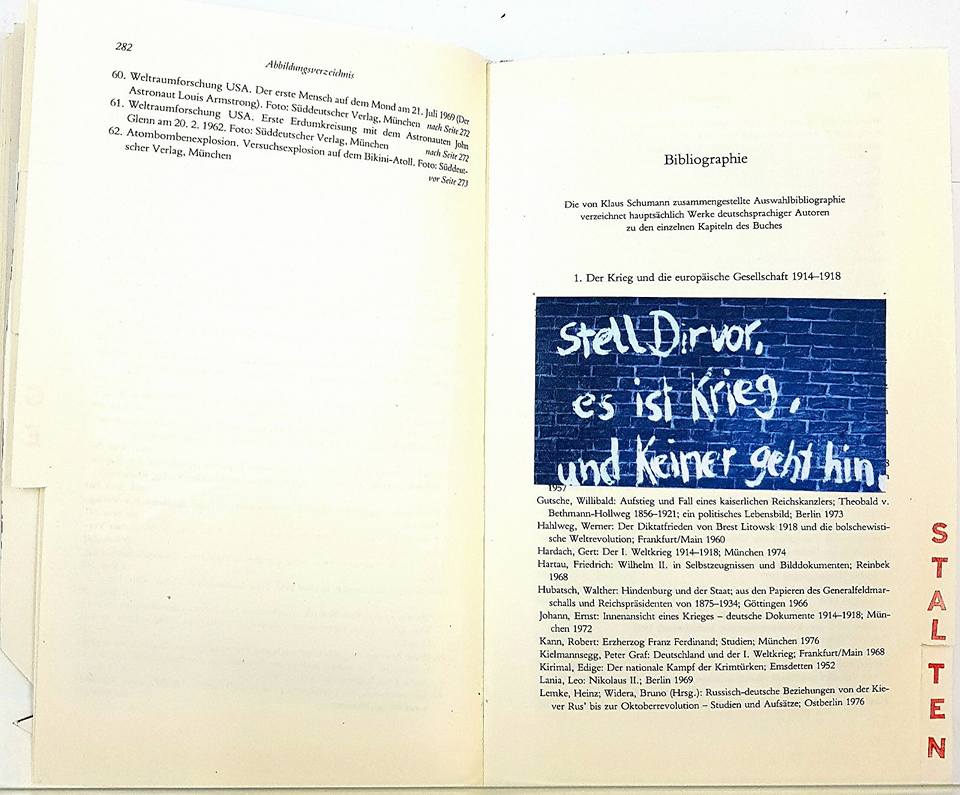 282
Abbildungsverzeichnis
60. Weltraumforschung USA. Der erste Mensch auf dem Mond am 21. Juli 1969 (Der
Astronaut Louis Armstrong). Foto: Süddeutscher Verlag, München nach Seite 272
61. Weltraumforschung USA. Erste Erdumkreisung mit dem Astronauten John
Glenn am 20. 2. 1962. Foto: Süddeutscher Verlag, München
nach Seite 272
62. Atombombenexplosion. Versuchsexplosion auf dem Bikini-Atoll. Foto: Süddeut-
scher Verlag, München
vor Seite 273
Bibliographie
Die von Klaus Schumann zusammengestellte Auswahlbibliographie
verzeichnet hauptsächlich Werke deutschsprachiger Autoren
zu den einzelnen Kapiteln des Buches
1. Der Krieg und die europäische Gesellschaft 1914–1918
Stell Dir vor,
es ist Krieg,
und Keiner geht hin.
1957
Gutsche, Willibald: Aufstieg und Fall eines kaiserlichen Reichskanzlers; Theobald v.
Bethmann-Hollweg 1856–1921; ein politisches Lebensbild; Berlin 1973
Hahlweg, Werner: Der Diktatfrieden von Brest Litowsk 1918 und die bolschewisti-
sche Weltrevolution; Frankfurt/Main 1960
Hardach, Gert: Der I. Weltkrieg 1914–1918; München 1974
Hartau, Friedrich: Wilhelm II. in Selbstzeugnissen und Bilddokumenten; Reinbek
1968
Hubatsch, Walther: Hindenburg und der Staat; aus den Papieren des Generalfeldmar-
schalls und Reichspräsidenten von 1875–1934; Göttingen 1966
Johann, Ernst: Innenansicht eines Krieges – deutsche Dokumente 1914–1918; Mün-
chen 1972
Kann, Robert: Erzherzog Franz Ferdinand; Studien; München 1976
Kielmannsegg, Peter Graf: Deutschland und der I. Weltkrieg; Frankfurt/Main 1968
Kirimal, Edige: Der nationale Kampf der Krimtürken; Emsdetten 1952
Lania, Leo: Nikolaus II.; Berlin 1969
Lemke, Heinz; Widera, Bruno (Hrsg.): Russisch-deutsche Beziehungen von der Kie-
ver Rus' bis zur Oktoberrevolution – Studien und Aufsätze; Ostberlin 1976
STALTEN